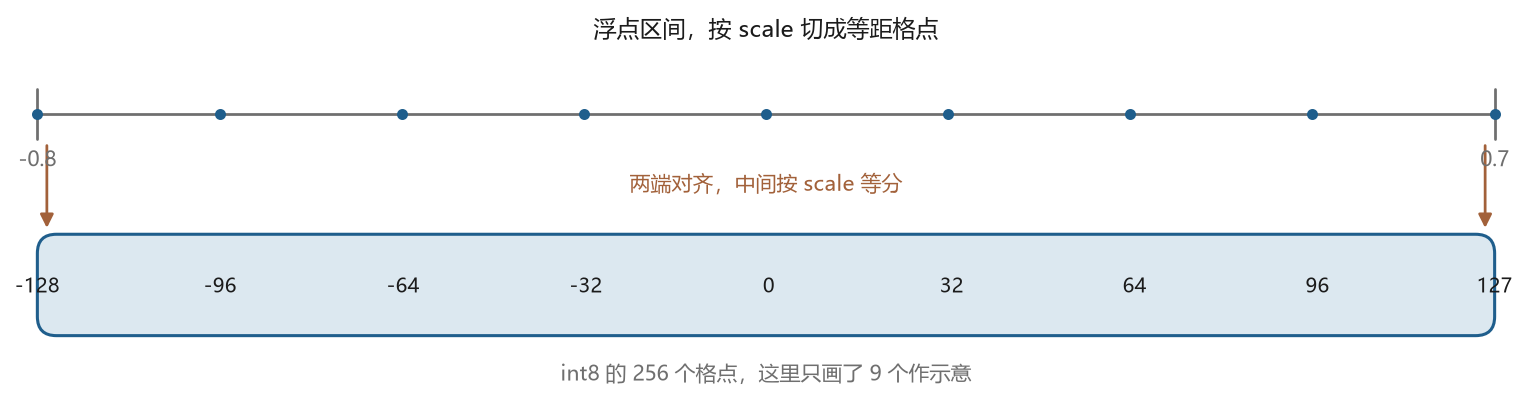 浮点区间，按 scale 切成等距格点
-0.8 0.7
两端对齐，中间按 scale 等分
-128 -96 -64 -32 0 32 64 96 127
int8 的 256 个格点，这里只画了 9 个作示意